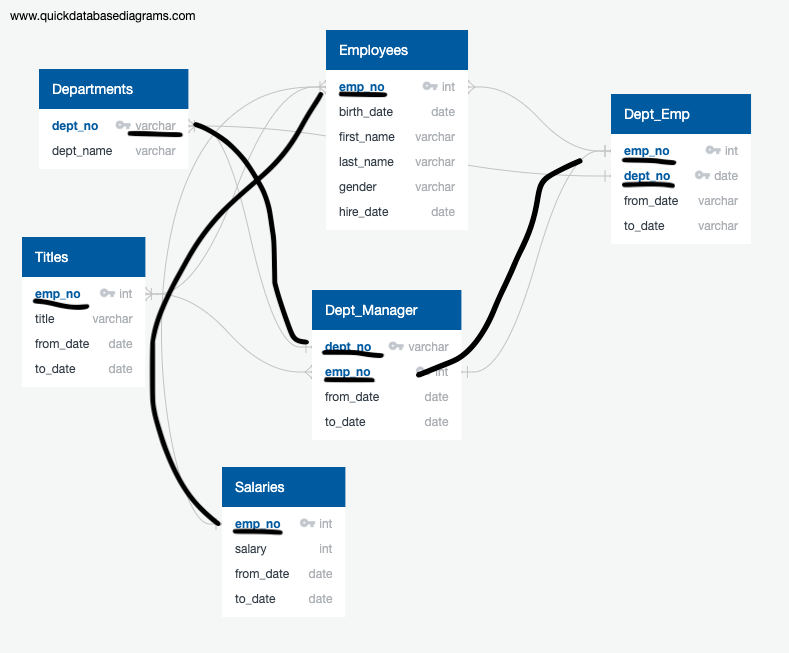 www.quickdatabasediagrams.com
Employees
emp_no int
birth_date date
first_name varchar
last_name varchar
gender varchar
hire_date date
Departments
dept_no varchar
dept_name varchar
Dept_Emp
emp_no int
dept_no date
from_date varchar
to_date varchar
Titles
emp_no int
title varchar
from_date date
to_date date
Dept_Manager
dept_no varchar
emp_no int
from_date date
to_date date
Salaries
emp_no int
salary int
from_date date
to_date date